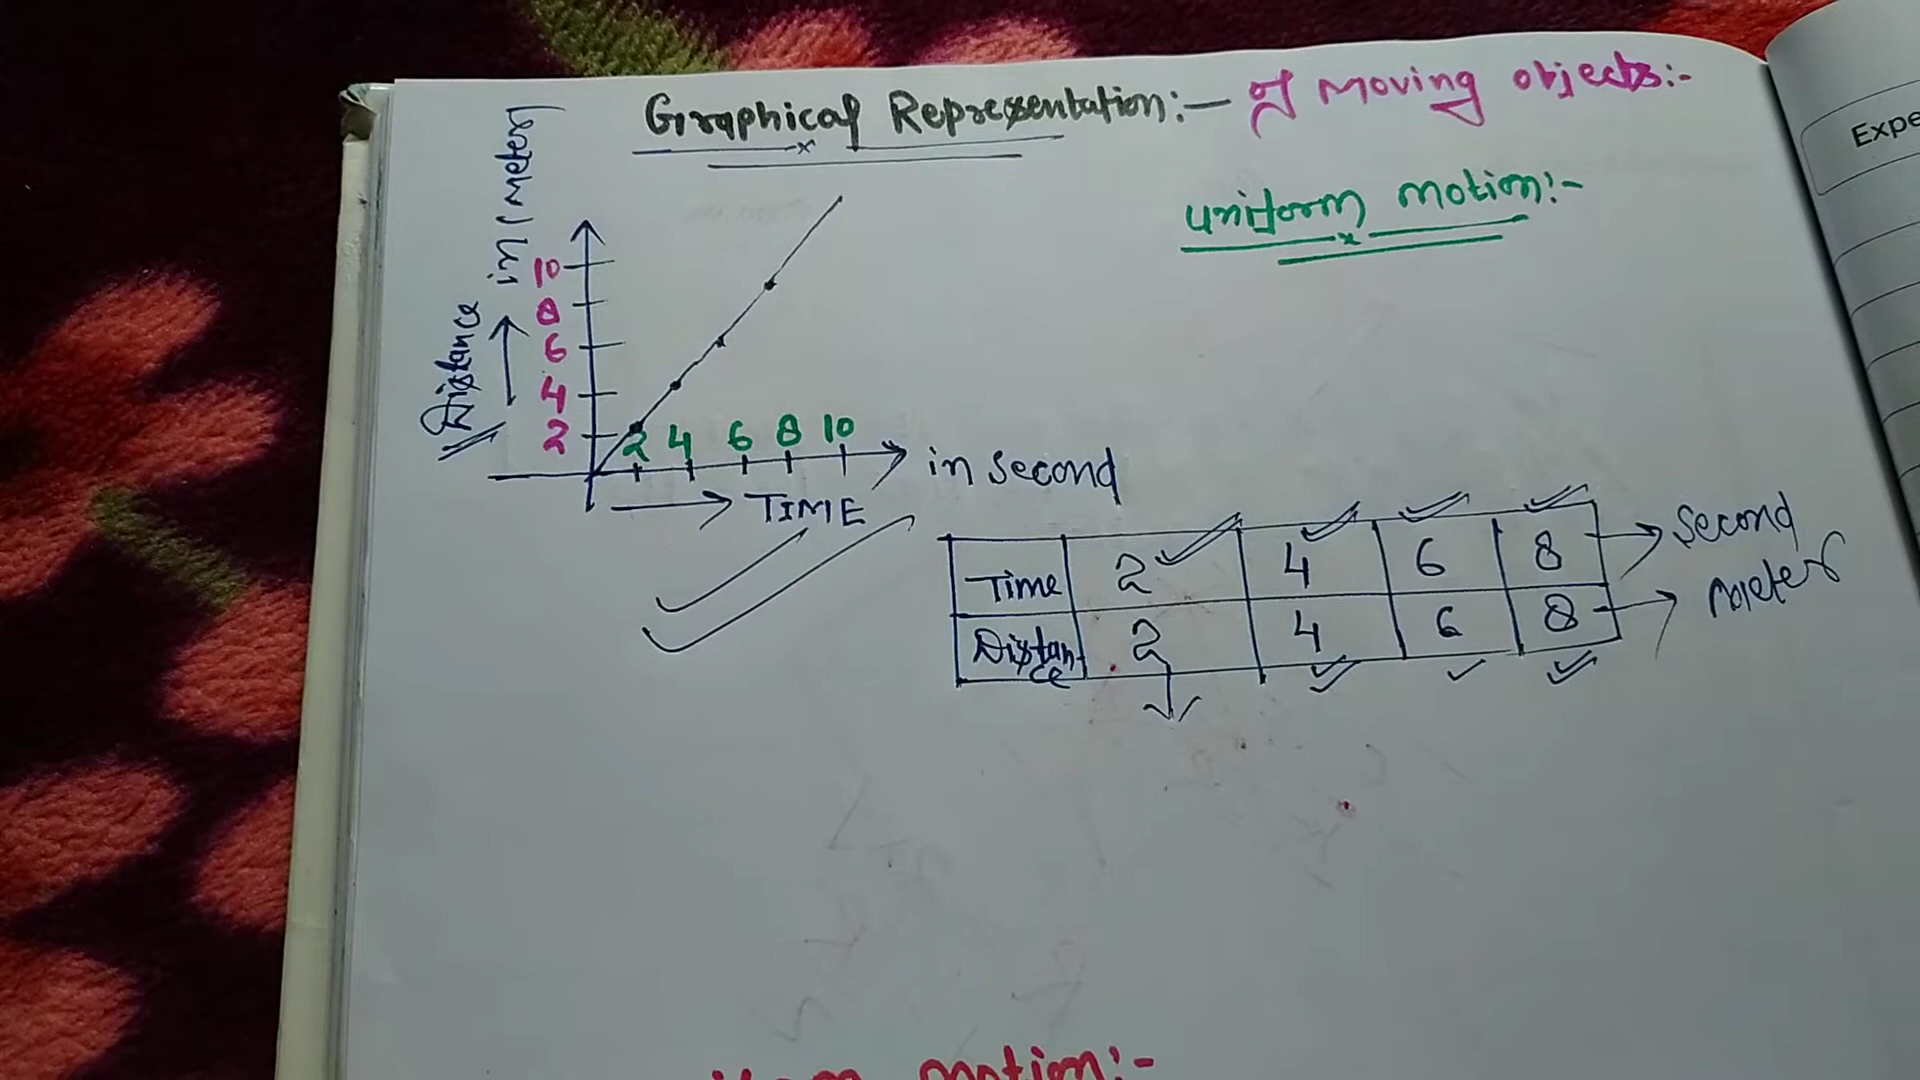 Graphical Representation:- of Moving objects:-
uniform motion:-
Distance
in (meter)
10
8
6
4
2
2 4 6 8 10
in second
TIME
Time 2 4 6 8 second
Distance 2 4 6 8 meter
motion:-
Expe